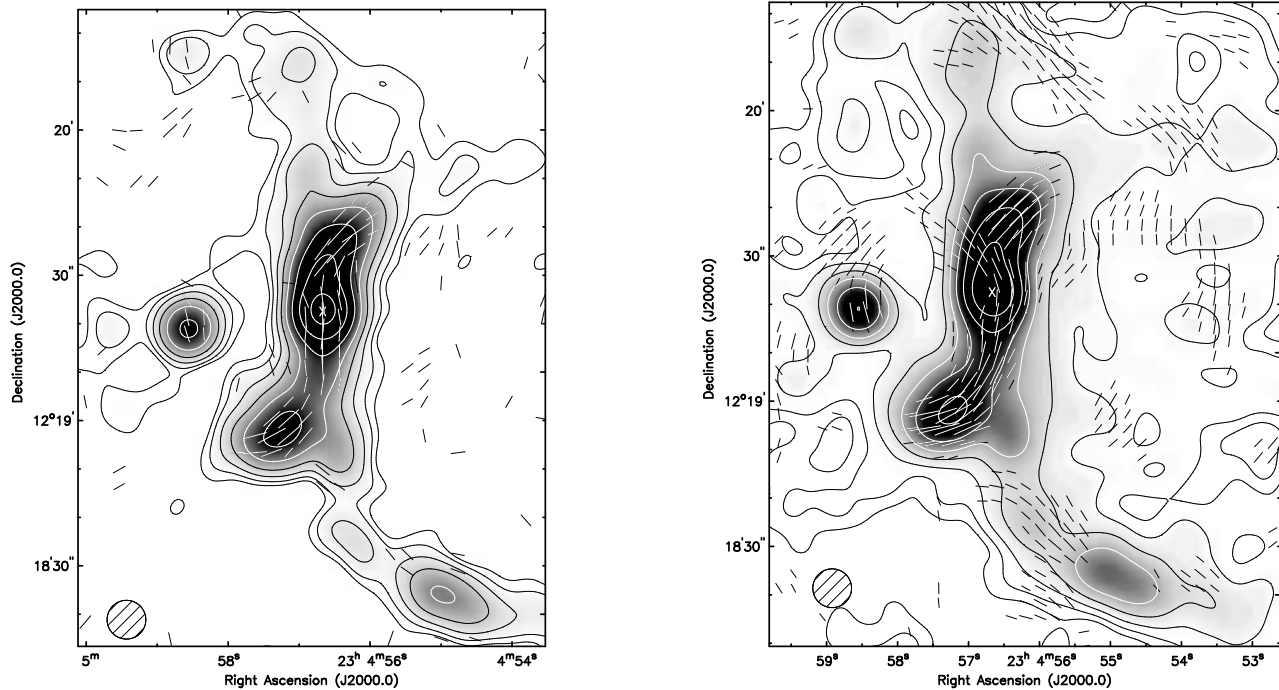 20'
30"
12°19'
18'30"
5ᵐ
58ˢ
23ʰ 4ᵐ56ˢ
4ᵐ54ˢ
Right Ascension (J2000.0)
Declination (J2000.0)
20'
30"
12°19'
18'30"
59ˢ
58ˢ
57ˢ
23ʰ 4ᵐ56ˢ
55ˢ
54ˢ
53ˢ
Right Ascension (J2000.0)
Declination (J2000.0)